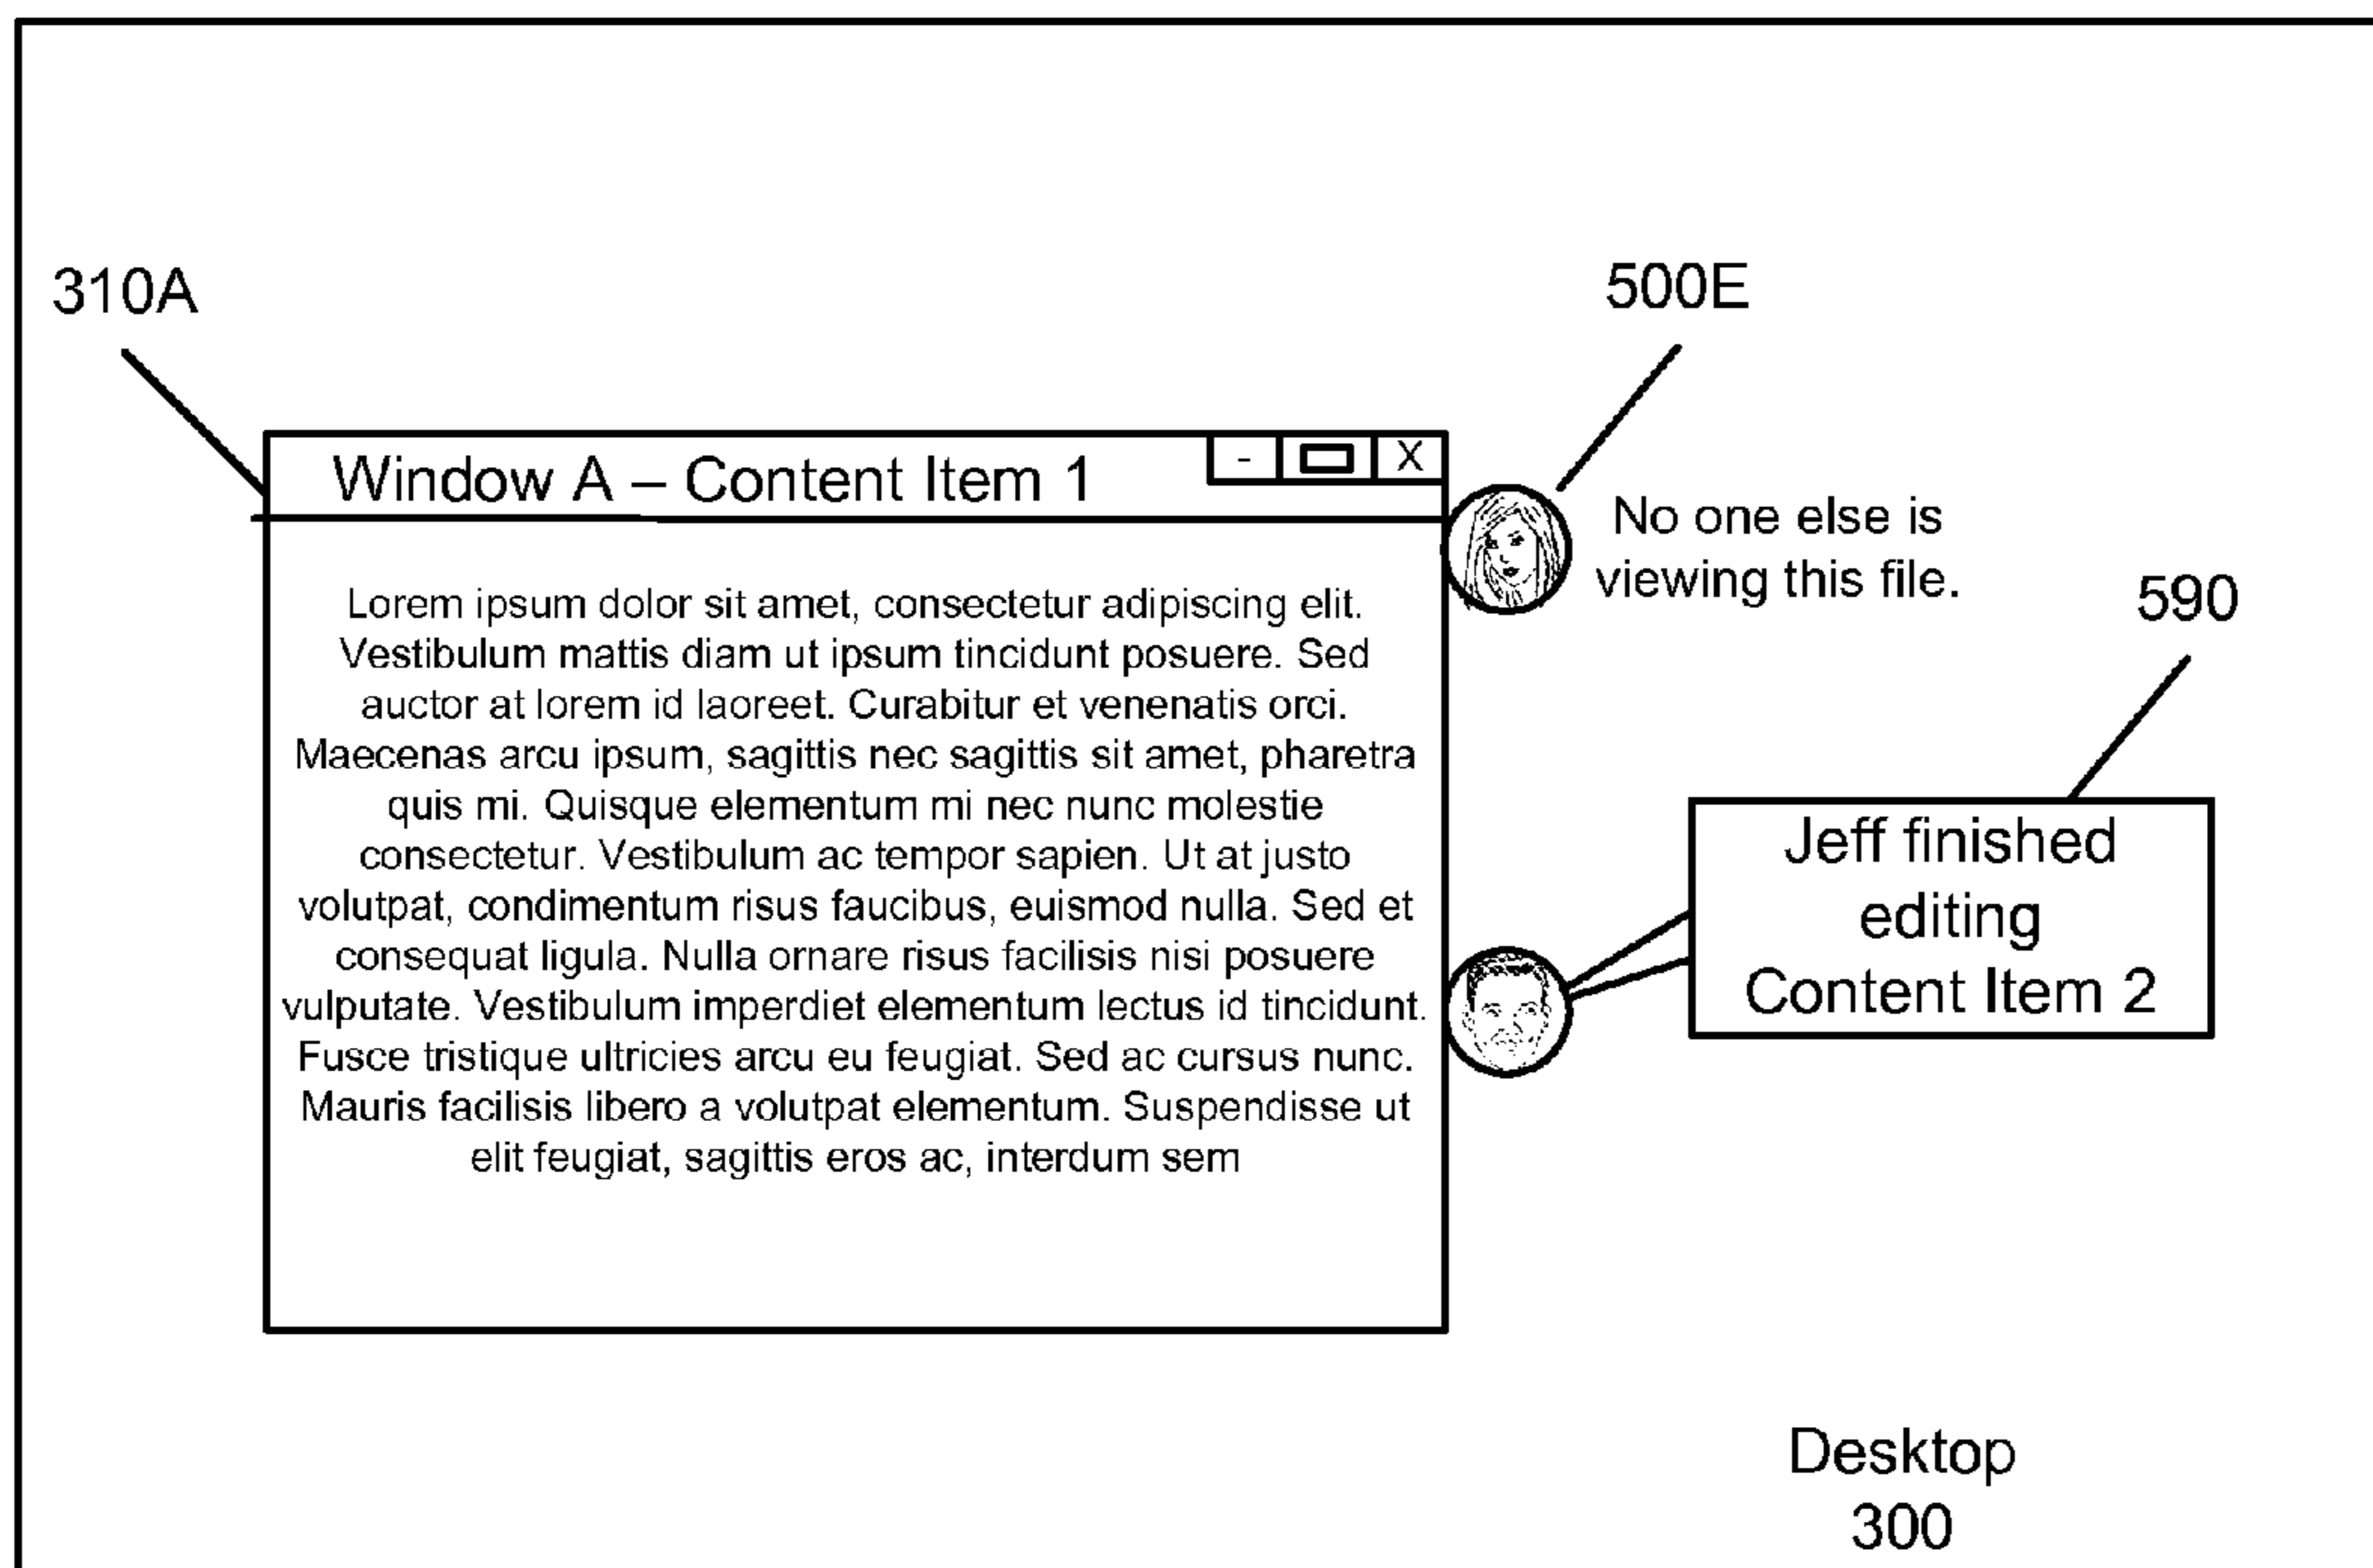 310A
500E
Window A – Content Item 1
-
X
No one else is
viewing this file.
590
Lorem ipsum dolor sit amet, consectetur adipiscing elit.
Vestibulum mattis diam ut ipsum tincidunt posuere. Sed
auctor at lorem id laoreet. Curabitur et venenatis orci.
Maecenas arcu ipsum, sagittis nec sagittis sit amet, pharetra
quis mi. Quisque elementum mi nec nunc molestie
consectetur. Vestibulum ac tempor sapien. Ut at justo
volutpat, condimentum risus faucibus, euismod nulla. Sed et
consequat ligula. Nulla ornare risus facilisis nisi posuere
vulputate. Vestibulum imperdiet elementum lectus id tincidunt.
Fusce tristique ultricies arcu eu feugiat. Sed ac cursus nunc.
Mauris facilisis libero a volutpat elementum. Suspendisse ut
elit feugiat, sagittis eros ac, interdum sem
Jeff finished
editing
Content Item 2
Desktop
300